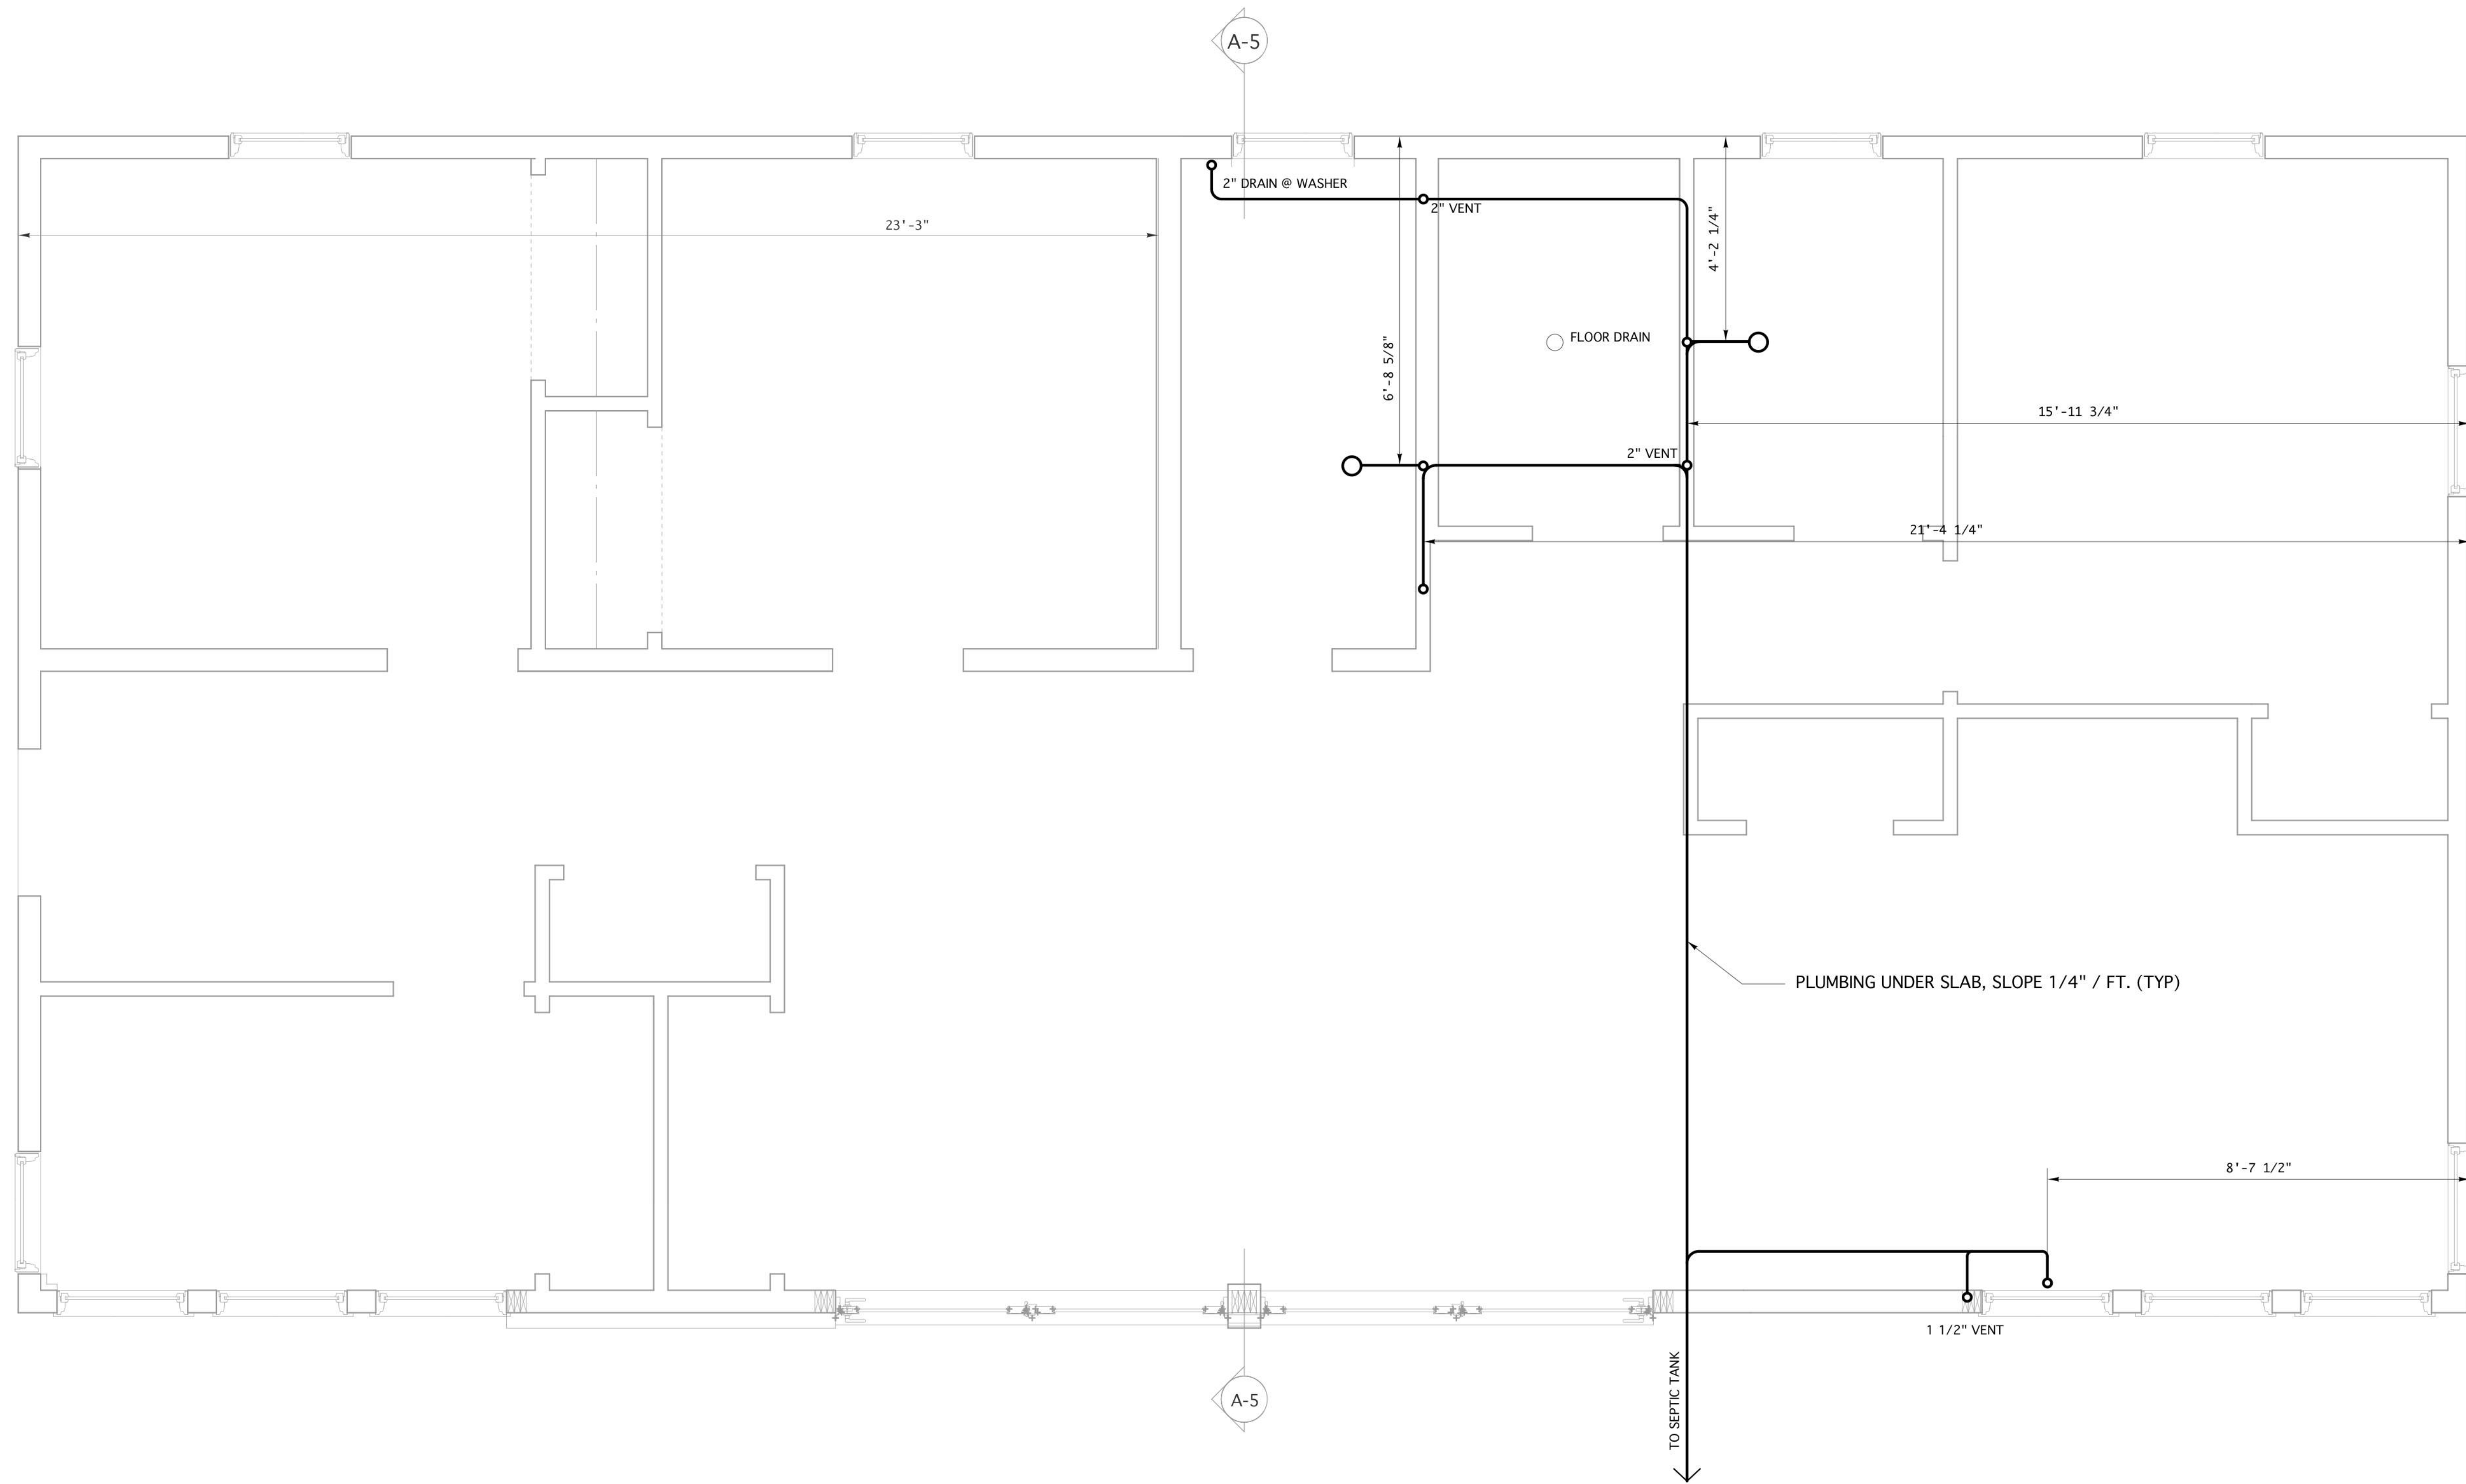 A-5
2" DRAIN @ WASHER
2" VENT
23'-3"
4'-2 1/4"
FLOOR DRAIN
6'-8 5/8"
15'-11 3/4"
2" VENT
21'-4 1/4"
PLUMBING UNDER SLAB, SLOPE 1/4" / FT. (TYP)
8'-7 1/2"
1 1/2" VENT
TO SEPTIC TANK
A-5